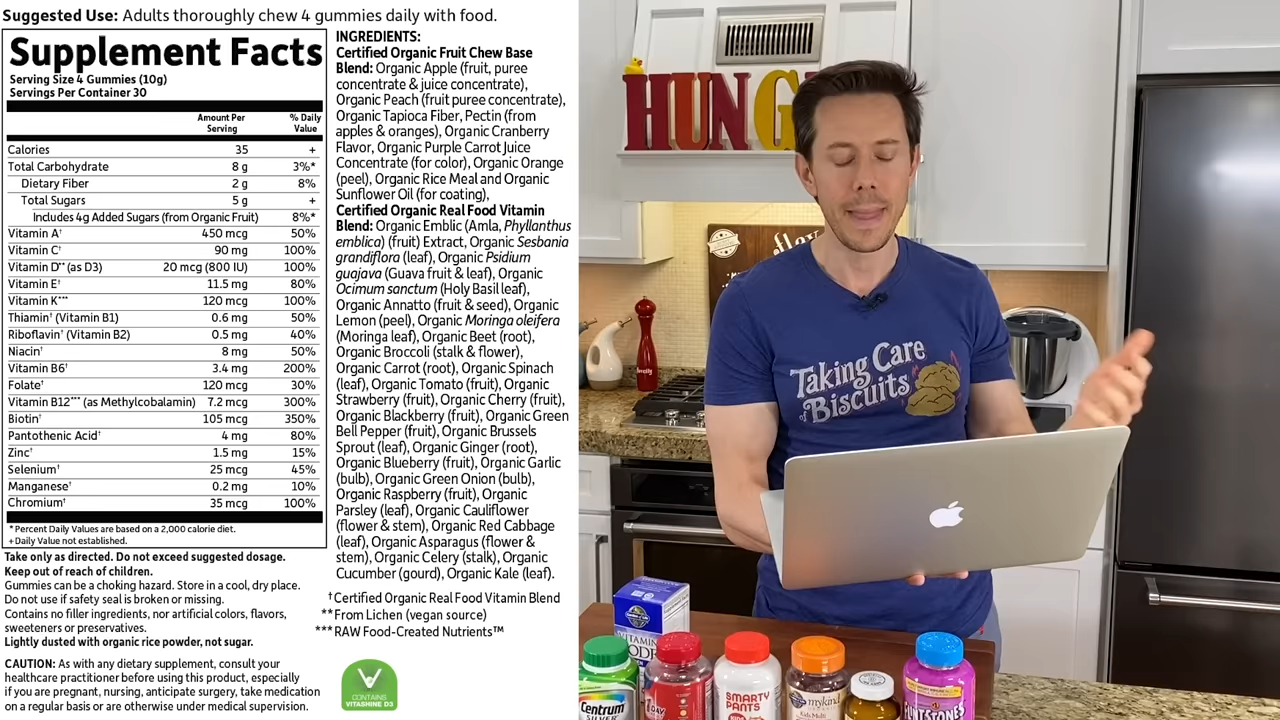 Suggested Use: Adults thoroughly chew 4 gummies daily with food.
Supplement Facts
Serving Size 4 Gummies (10g)
Servings Per Container 30
Amount Per Serving % Daily Value
Calories 35 +
Total Carbohydrate 8 g 3%*
Dietary Fiber 2 g 8%
Total Sugars 5 g +
Includes 4g Added Sugars (from Organic Fruit) 8%*
Vitamin A† 450 mcg 50%
Vitamin C† 90 mg 100%
Vitamin D** (as D3) 20 mcg (800 IU) 100%
Vitamin E† 11.5 mg 80%
Vitamin K*** 120 mcg 100%
Thiamin† (Vitamin B1) 0.6 mg 50%
Riboflavin† (Vitamin B2) 0.5 mg 40%
Niacin† 8 mg 50%
Vitamin B6† 3.4 mg 200%
Folate† 120 mcg 30%
Vitamin B12*** (as Methylcobalamin) 7.2 mcg 300%
Biotin† 105 mcg 350%
Pantothenic Acid† 4 mg 80%
Zinc† 1.5 mg 15%
Selenium† 25 mcg 45%
Manganese† 0.2 mg 10%
Chromium† 35 mcg 100%
* Percent Daily Values are based on a 2,000 calorie diet.
+ Daily Value not established.
Take only as directed. Do not exceed suggested dosage.
Keep out of reach of children.
Gummies can be a choking hazard. Store in a cool, dry place.
Do not use if safety seal is broken or missing.
Contains no filler ingredients, nor artificial colors, flavors,
sweeteners or preservatives.
Lightly dusted with organic rice powder, not sugar.
CAUTION: As with any dietary supplement, consult your
healthcare practitioner before using this product, especially
if you are pregnant, nursing, anticipate surgery, take medication
on a regular basis or are otherwise under medical supervision.
INGREDIENTS:
Certified Organic Fruit Chew Base
Blend: Organic Apple (fruit, puree
concentrate & juice concentrate),
Organic Peach (fruit puree concentrate),
Organic Tapioca Fiber, Pectin (from
apples & oranges), Organic Cranberry
Flavor, Organic Purple Carrot Juice
Concentrate (for color), Organic Orange
(peel), Organic Rice Meal and Organic
Sunflower Oil (for coating),
Certified Organic Real Food Vitamin
Blend: Organic Emblic (Amla, Phyllanthus
emblica) (fruit) Extract, Organic Sesbania
grandiflora (leaf), Organic Psidium
guajava (Guava fruit & leaf), Organic
Ocimum sanctum (Holy Basil leaf),
Organic Annatto (fruit & seed), Organic
Lemon (peel), Organic Moringa oleifera
(Moringa leaf), Organic Beet (root),
Organic Broccoli (stalk & flower),
Organic Carrot (root), Organic Spinach
(leaf), Organic Tomato (fruit), Organic
Strawberry (fruit), Organic Cherry (fruit),
Organic Blackberry (fruit), Organic Green
Bell Pepper (fruit), Organic Brussels
Sprout (leaf), Organic Ginger (root),
Organic Blueberry (fruit), Organic Garlic
(bulb), Organic Green Onion (bulb),
Organic Raspberry (fruit), Organic
Parsley (leaf), Organic Cauliflower
(flower & stem), Organic Red Cabbage
(leaf), Organic Asparagus (flower &
stem), Organic Celery (stalk), Organic
Cucumber (gourd), Organic Kale (leaf).
†Certified Organic Real Food Vitamin Blend
**From Lichen (vegan source)
***RAW Food-Created Nutrients™
CONTAINS
VITASHINE D3
HUNG
Taking Care
of Biscuits
Centrum
SILVER
SMARTY
PANTS
mykind
Kids Multi
FLINTSTONES